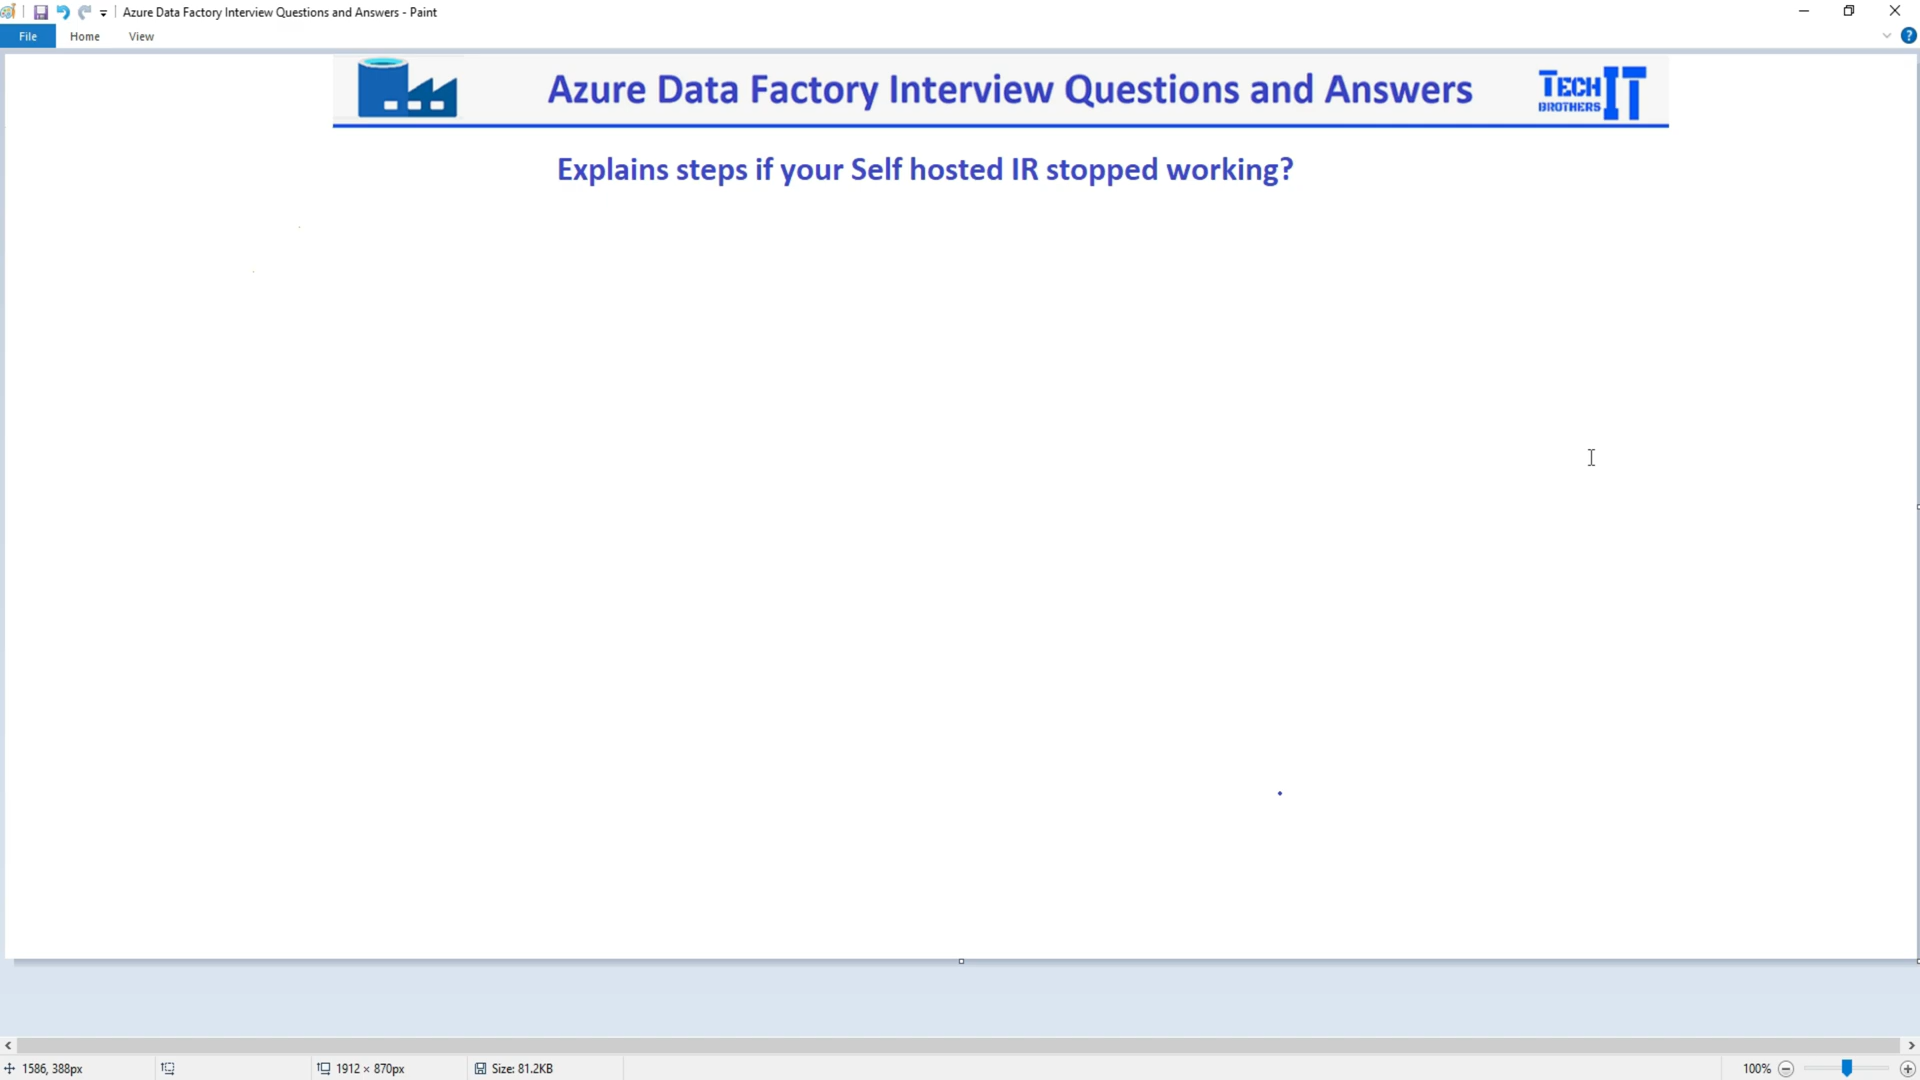 Azure Data Factory Interview Questions and Answers - Paint
File Home View
Azure Data Factory Interview Questions and Answers
TECH
BROTHERS
IT
Explains steps if your Self hosted IR stopped working?
1586, 388px
1912 × 870px
Size: 81.2KB
100%